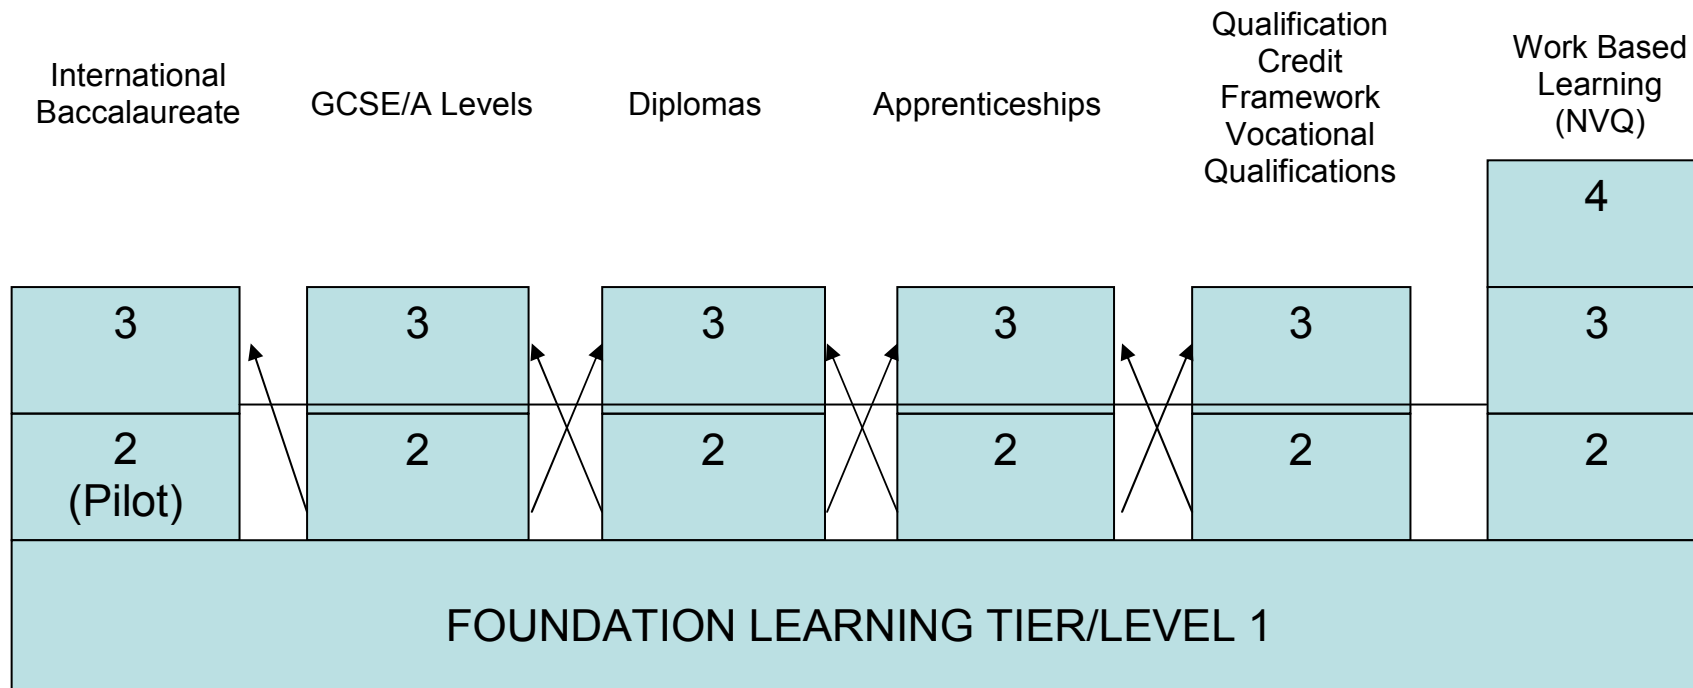 International
Baccalaureate
GCSE/A Levels
Diplomas
Apprenticeships
Qualification
Credit
Framework
Vocational
Qualifications
Work Based
Learning
(NVQ)
4
3
3
3
3
3
3
2
(Pilot)
2
2
2
2
2
FOUNDATION LEARNING TIER/LEVEL 1